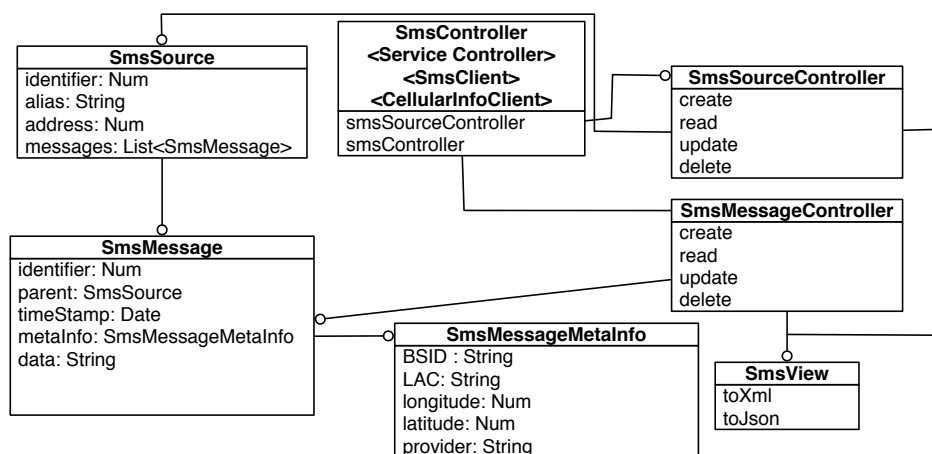 SmsSource
identifier: Num
alias: String
address: Num
messages: List<SmsMessage>
SmsController
<Service Controller>
<SmsClient>
<CellularInfoClient>
smsSourceController
smsController
SmsSourceController
create
read
update
delete
SmsMessageController
create
read
update
delete
SmsMessage
identifier: Num
parent: SmsSource
timeStamp: Date
metaInfo: SmsMessageMetaInfo
data: String
SmsMessageMetaInfo
BSID : String
LAC: String
longitude: Num
latitude: Num
provider: String
SmsView
toXml
toJson